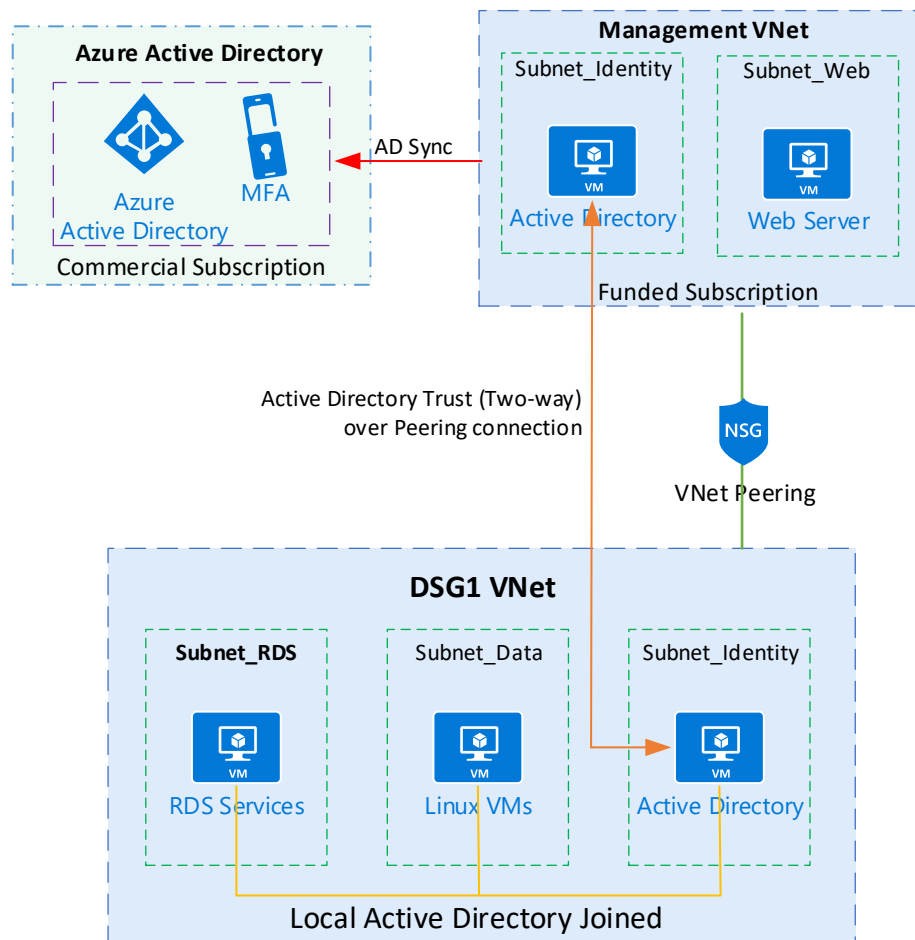 Azure Active Directory
Azure
Active Directory
MFA
Commercial Subscription
AD Sync
Management VNet
Subnet_Identity
VM
Active Directory
Subnet_Web
VM
Web Server
Funded Subscription
Active Directory Trust (Two-way)
over Peering connection
NSG
VNet Peering
DSG1 VNet
Subnet_RDS
VM
RDS Services
Subnet_Data
VM
Linux VMs
Subnet_Identity
VM
Active Directory
Local Active Directory Joined